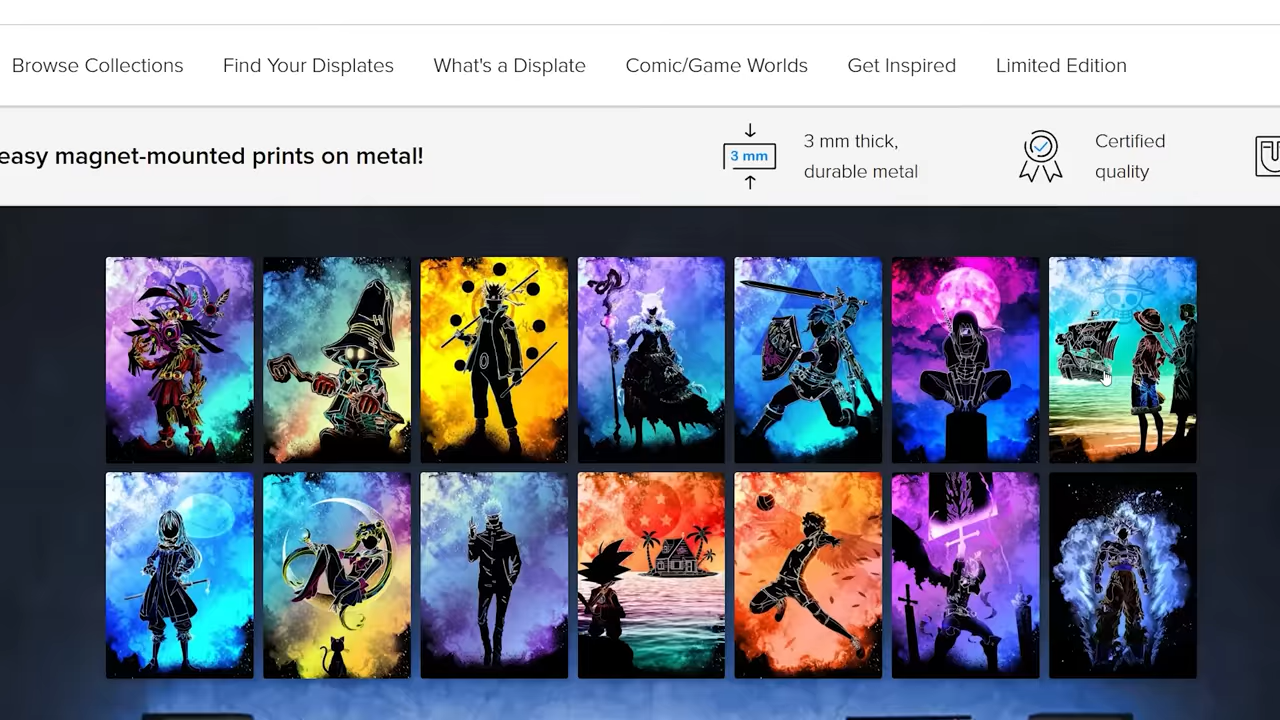 Browse Collections
Find Your Displates
What's a Displate
Comic/Game Worlds
Get Inspired
Limited Edition
easy magnet-mounted prints on metal!
3 mm
3 mm thick,
durable metal
Certified
quality